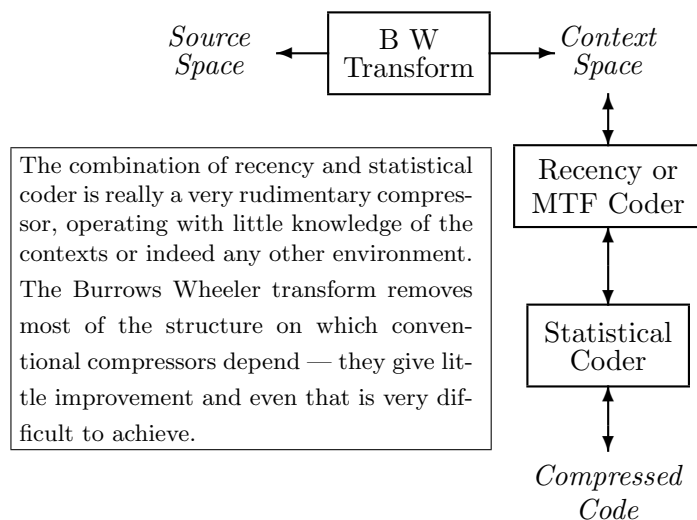 Source
Space
B W
Transform
Context
Space
The combination of recency and statistical
coder is really a very rudimentary compres-
sor, operating with little knowledge of the
contexts or indeed any other environment.
The Burrows Wheeler transform removes
most of the structure on which conven-
tional compressors depend — they give lit-
tle improvement and even that is very dif-
ficult to achieve.
Recency or
MTF Coder
Statistical
Coder
Compressed
Code